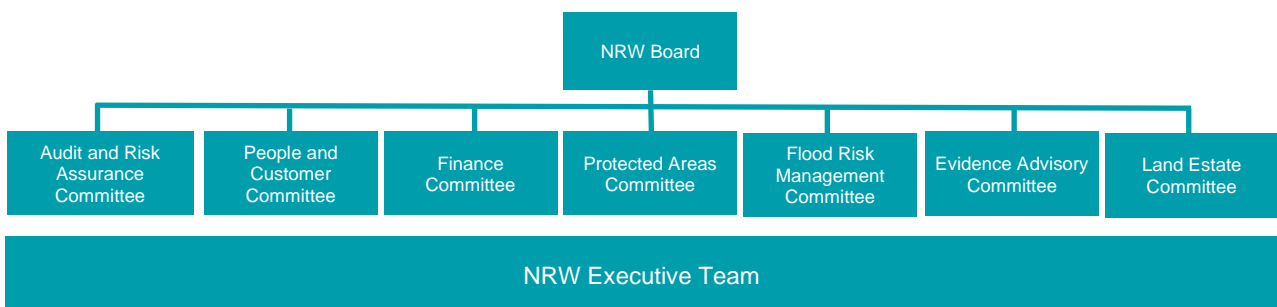 NRW Board
Audit and Risk
Assurance
Committee
People and
Customer
Committee
Finance
Committee
Protected Areas
Committee
Flood Risk
Management
Committee
Evidence Advisory
Committee
Land Estate
Committee
NRW Executive Team